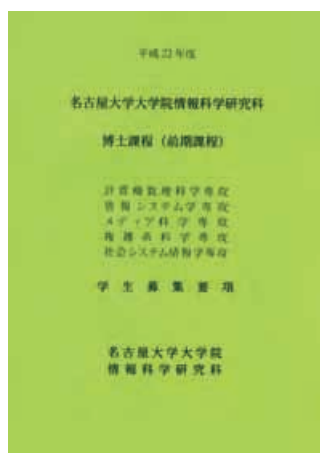 平成22年度
名古屋大学大学院情報科学研究科
博士課程（前期課程）
計算機数理科学専攻
情報システム学専攻
メディア科学専攻
複雑系科学専攻
社会システム情報学専攻
学生募集要項
名古屋大学大学院
情報科学研究科